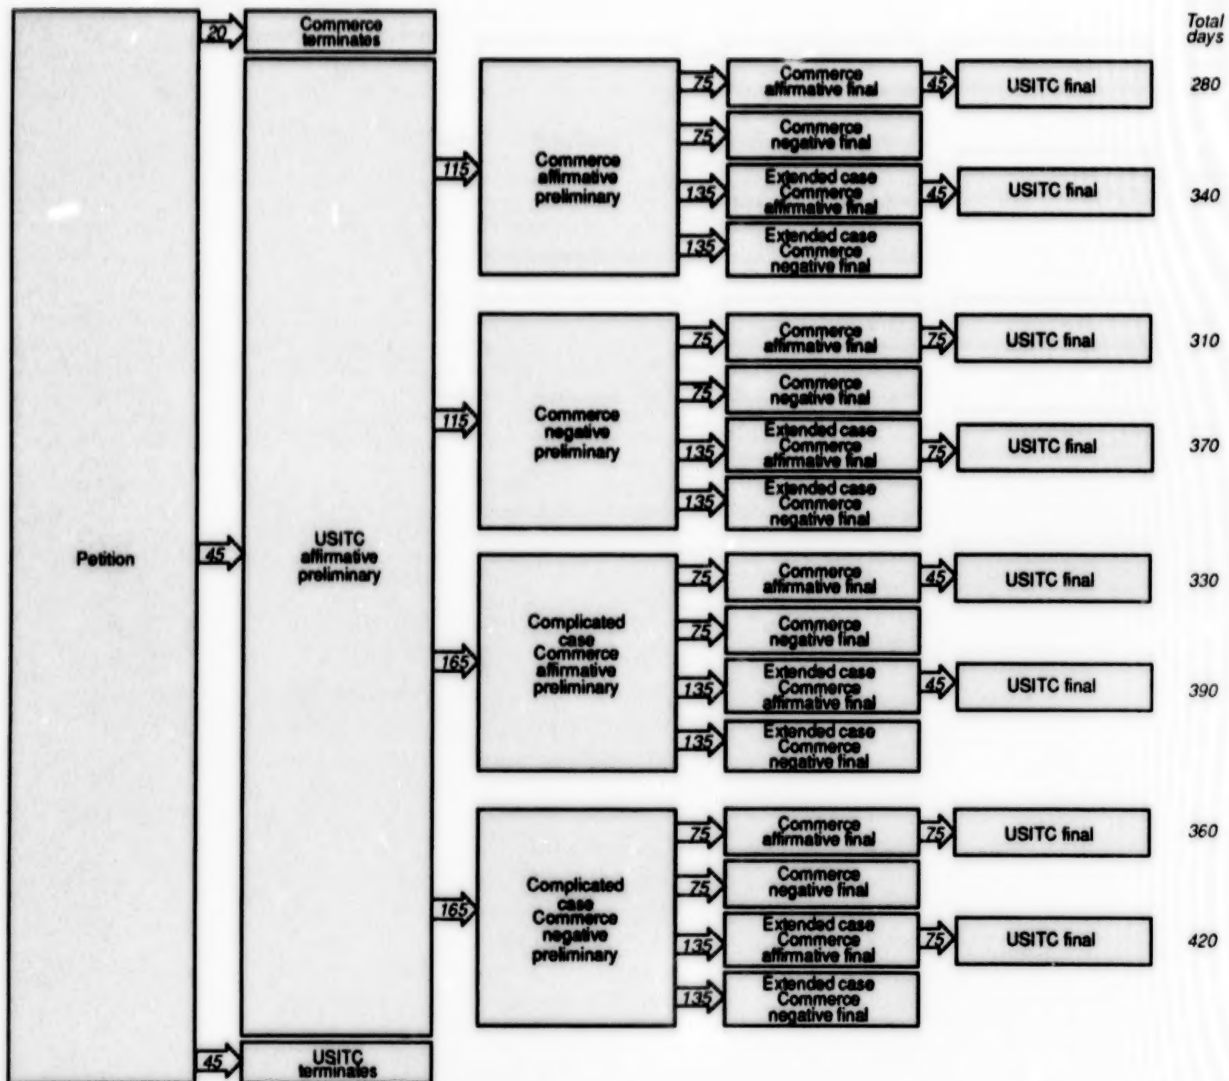 Total
days
20
Commerce
terminates
Petition
45
USITC
affirmative
preliminary
45
USITC
terminates
115
Commerce
affirmative
preliminary
75
Commerce
affirmative final
45
USITC final
280
75
Commerce
negative final
135
Extended case
Commerce
affirmative final
45
USITC final
340
135
Extended case
Commerce
negative final
115
Commerce
negative
preliminary
75
Commerce
affirmative final
75
USITC final
310
75
Commerce
negative final
135
Extended case
Commerce
affirmative final
75
USITC final
370
135
Extended case
Commerce
negative final
165
Complicated
case
Commerce
affirmative
preliminary
75
Commerce
affirmative final
45
USITC final
330
75
Commerce
negative final
135
Extended case
Commerce
affirmative final
45
USITC final
390
135
Extended case
Commerce
negative final
165
Complicated
case
Commerce
negative
preliminary
75
Commerce
affirmative final
75
USITC final
360
75
Commerce
negative final
135
Extended case
Commerce
affirmative final
75
USITC final
420
135
Extended case
Commerce
negative final